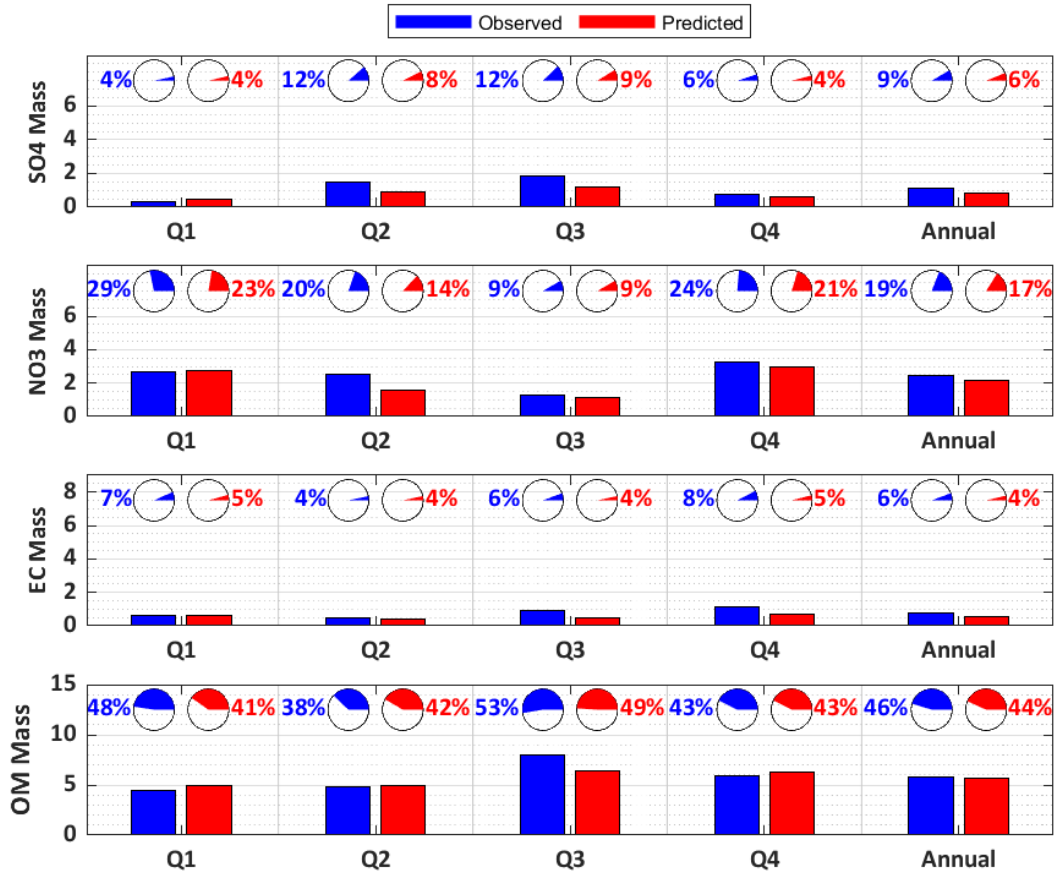 Observed Predicted
4% 4% 12% 8% 12% 9% 6% 4% 9% 6%
6
4
2
0
SO4 Mass
Q1 Q2 Q3 Q4 Annual
29% 23% 20% 14% 9% 9% 24% 21% 19% 17%
6
4
2
0
NO3 Mass
Q1 Q2 Q3 Q4 Annual
8
7% 5% 4% 4% 6% 4% 8% 5% 6% 4%
6
4
2
0
EC Mass
Q1 Q2 Q3 Q4 Annual
15
48% 41% 38% 42% 53% 49% 43% 43% 46% 44%
10
5
0
OM Mass
Q1 Q2 Q3 Q4 Annual